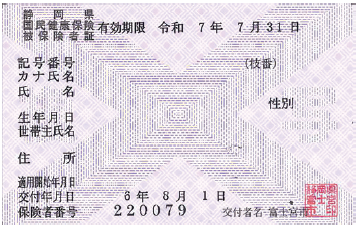 静岡県
国民健康保険
被保険者証
有効期限 令和 7年 7月31日
記号番号 (枝番)
カナ氏名
氏名 性別
生年月日
世帯主氏名
住所
適用開始年月日
交付年月日 6年 8月 1日
保険者番号 220079 交付者名 富士宮市